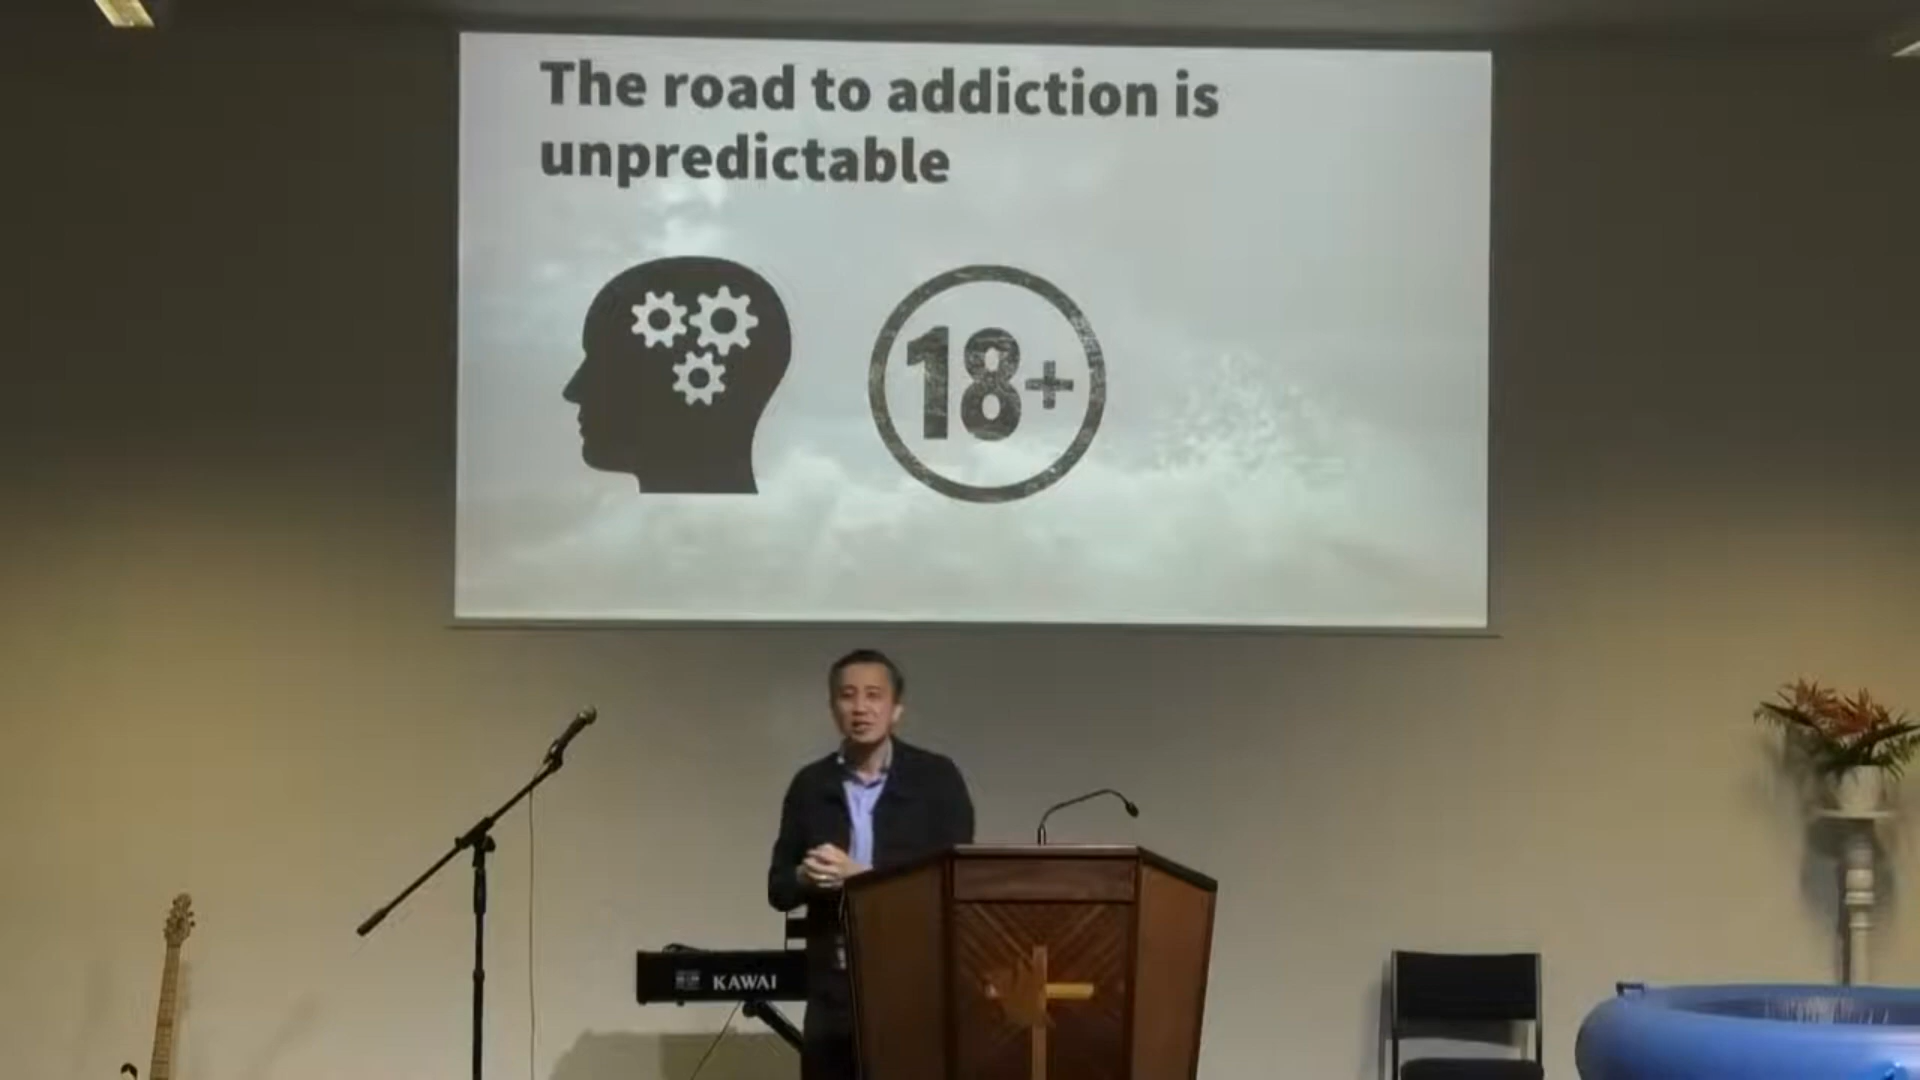 The road to addiction is
unpredictable
18+
KAWAI